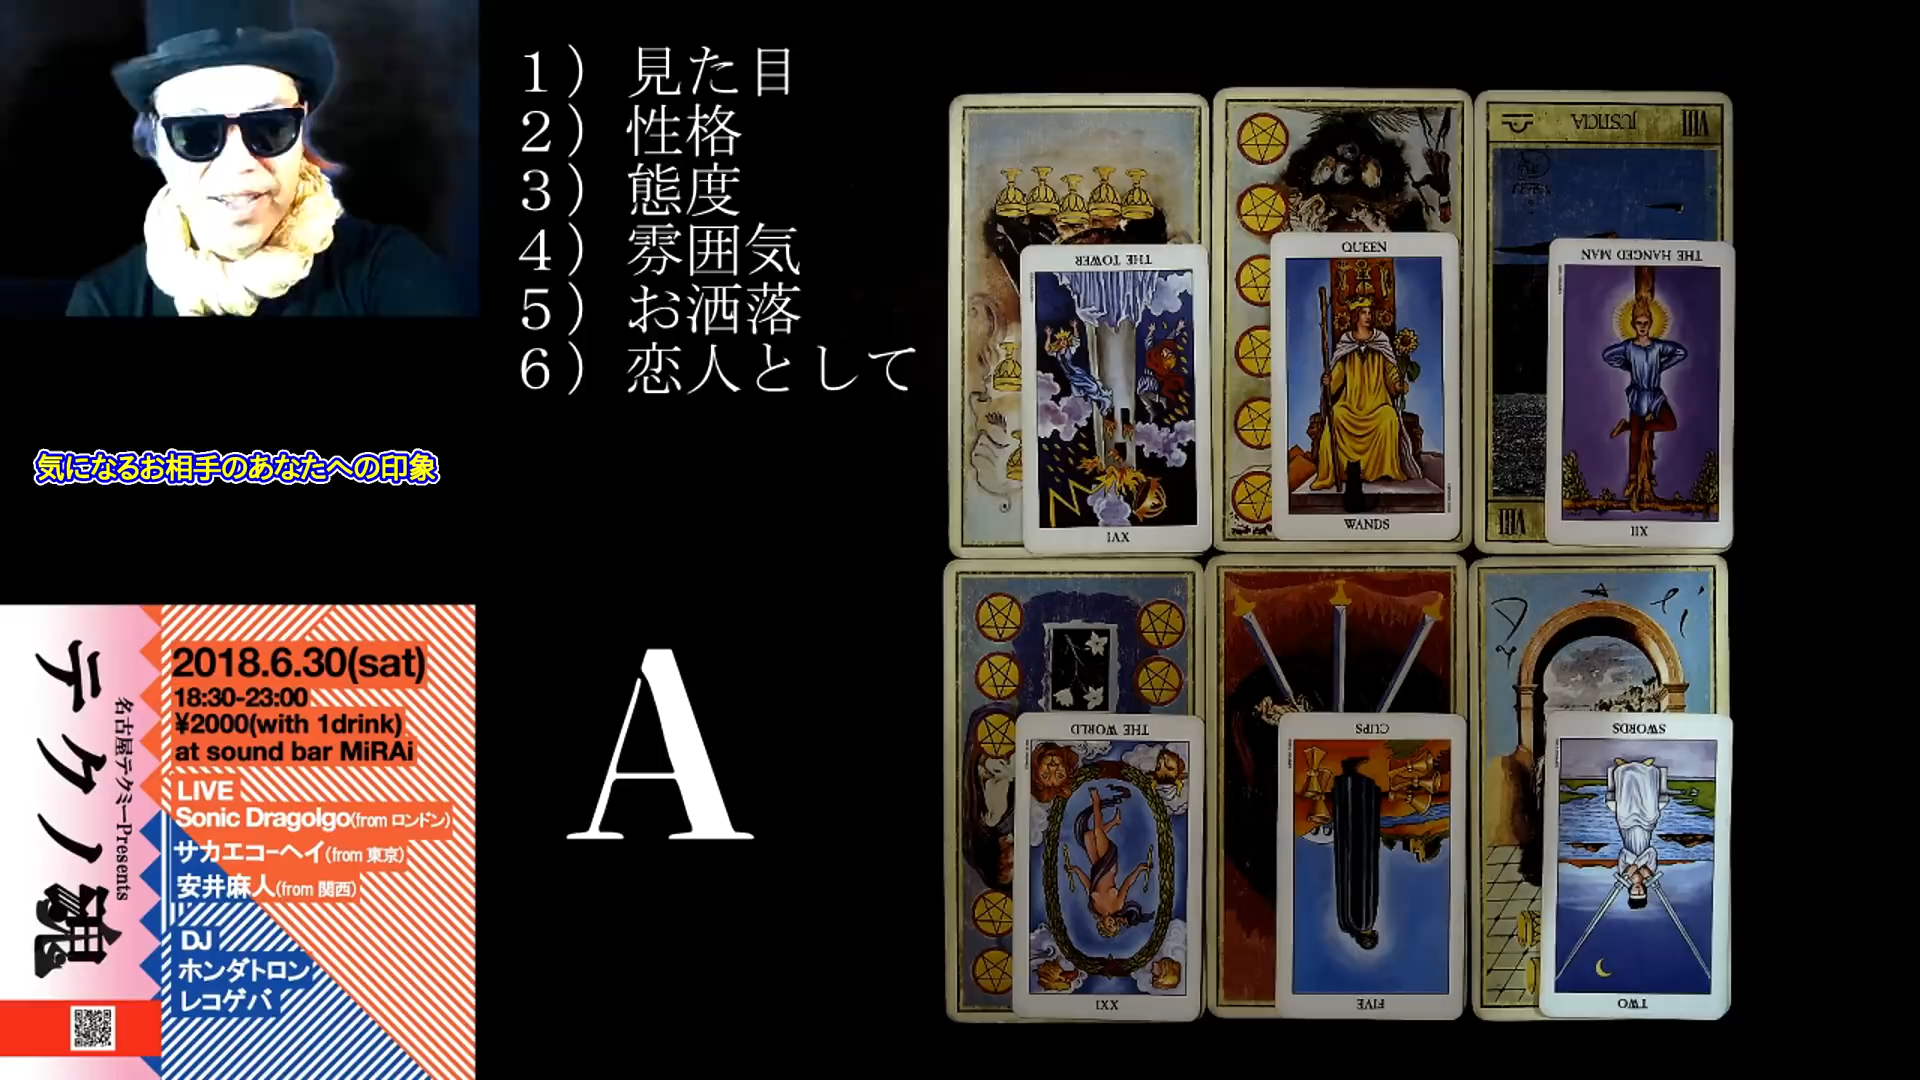 1）見た目
2）性格
3）態度
4）雰囲気
5）お洒落
6）恋人として
気になるお相手のあなたへの印象
テクノ魂
名古屋テクミーPresents
2018.6.30(sat)
18:30-23:00
¥2000(with 1drink)
at sound bar MiRAi
LIVE
Sonic Dragolgo(from ロンドン)
サカエコーヘイ(from 東京)
安井麻人(from 関西)
DJ
ホンダトロン
レコゲバ
A
VIII JUSTICIA
VIII
THE TOWER
XVI
QUEEN
WANDS
THE HANGED MAN
XII
THE WORLD
XXI
CUPS
FIVE
SWORDS
TWO